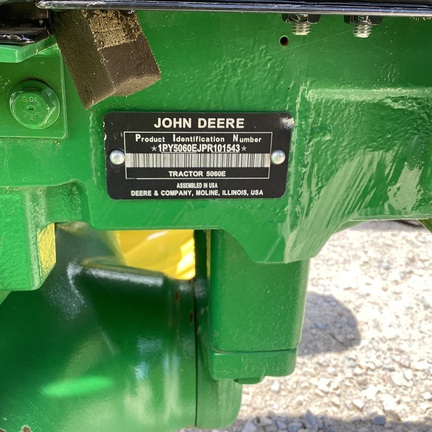 JOHN DEERE
Product Identification Number
*1PY5060EJPR101543*
TRACTOR 5060E
ASSEMBLED IN USA
DEERE & COMPANY, MOLINE, ILLINOIS, USA